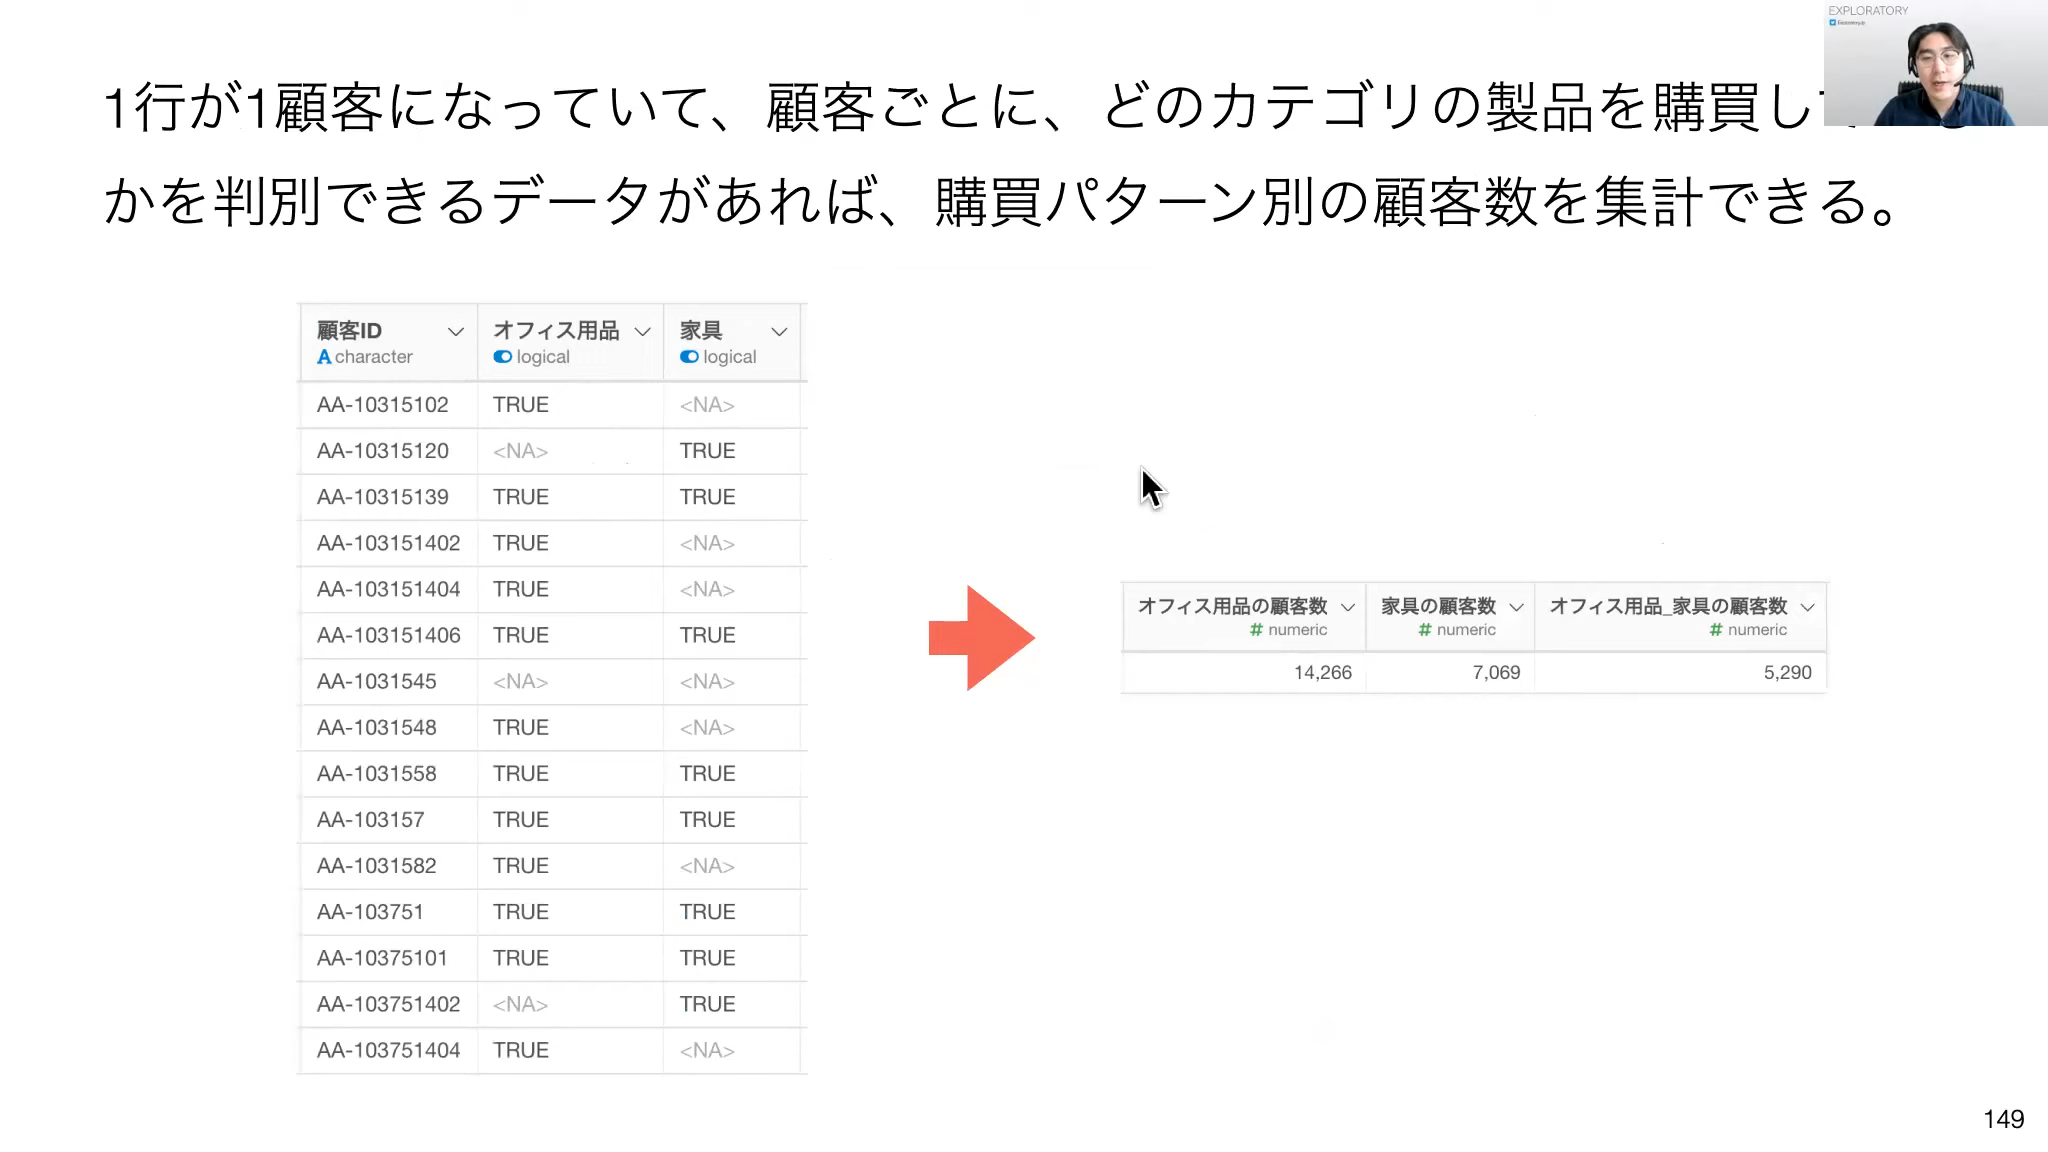 EXPLORATORY
1行が1顧客になっていて、顧客ごとに、どのカテゴリの製品を購買し
かを判別できるデータがあれば、購買パターン別の顧客数を集計できる。
顧客ID オフィス用品 家具
character logical logical
AA-10315102 TRUE <NA>
AA-10315120 <NA> TRUE
AA-10315139 TRUE TRUE
AA-103151402 TRUE <NA>
AA-103151404 TRUE <NA>
AA-103151406 TRUE TRUE
AA-1031545 <NA> <NA>
AA-1031548 TRUE <NA>
AA-1031558 TRUE TRUE
AA-103157 TRUE TRUE
AA-1031582 TRUE <NA>
AA-103751 TRUE TRUE
AA-10375101 TRUE TRUE
AA-103751402 <NA> TRUE
AA-103751404 TRUE <NA>
オフィス用品の顧客数 家具の顧客数 オフィス用品_家具の顧客数
# numeric # numeric # numeric
14,266 7,069 5,290
149